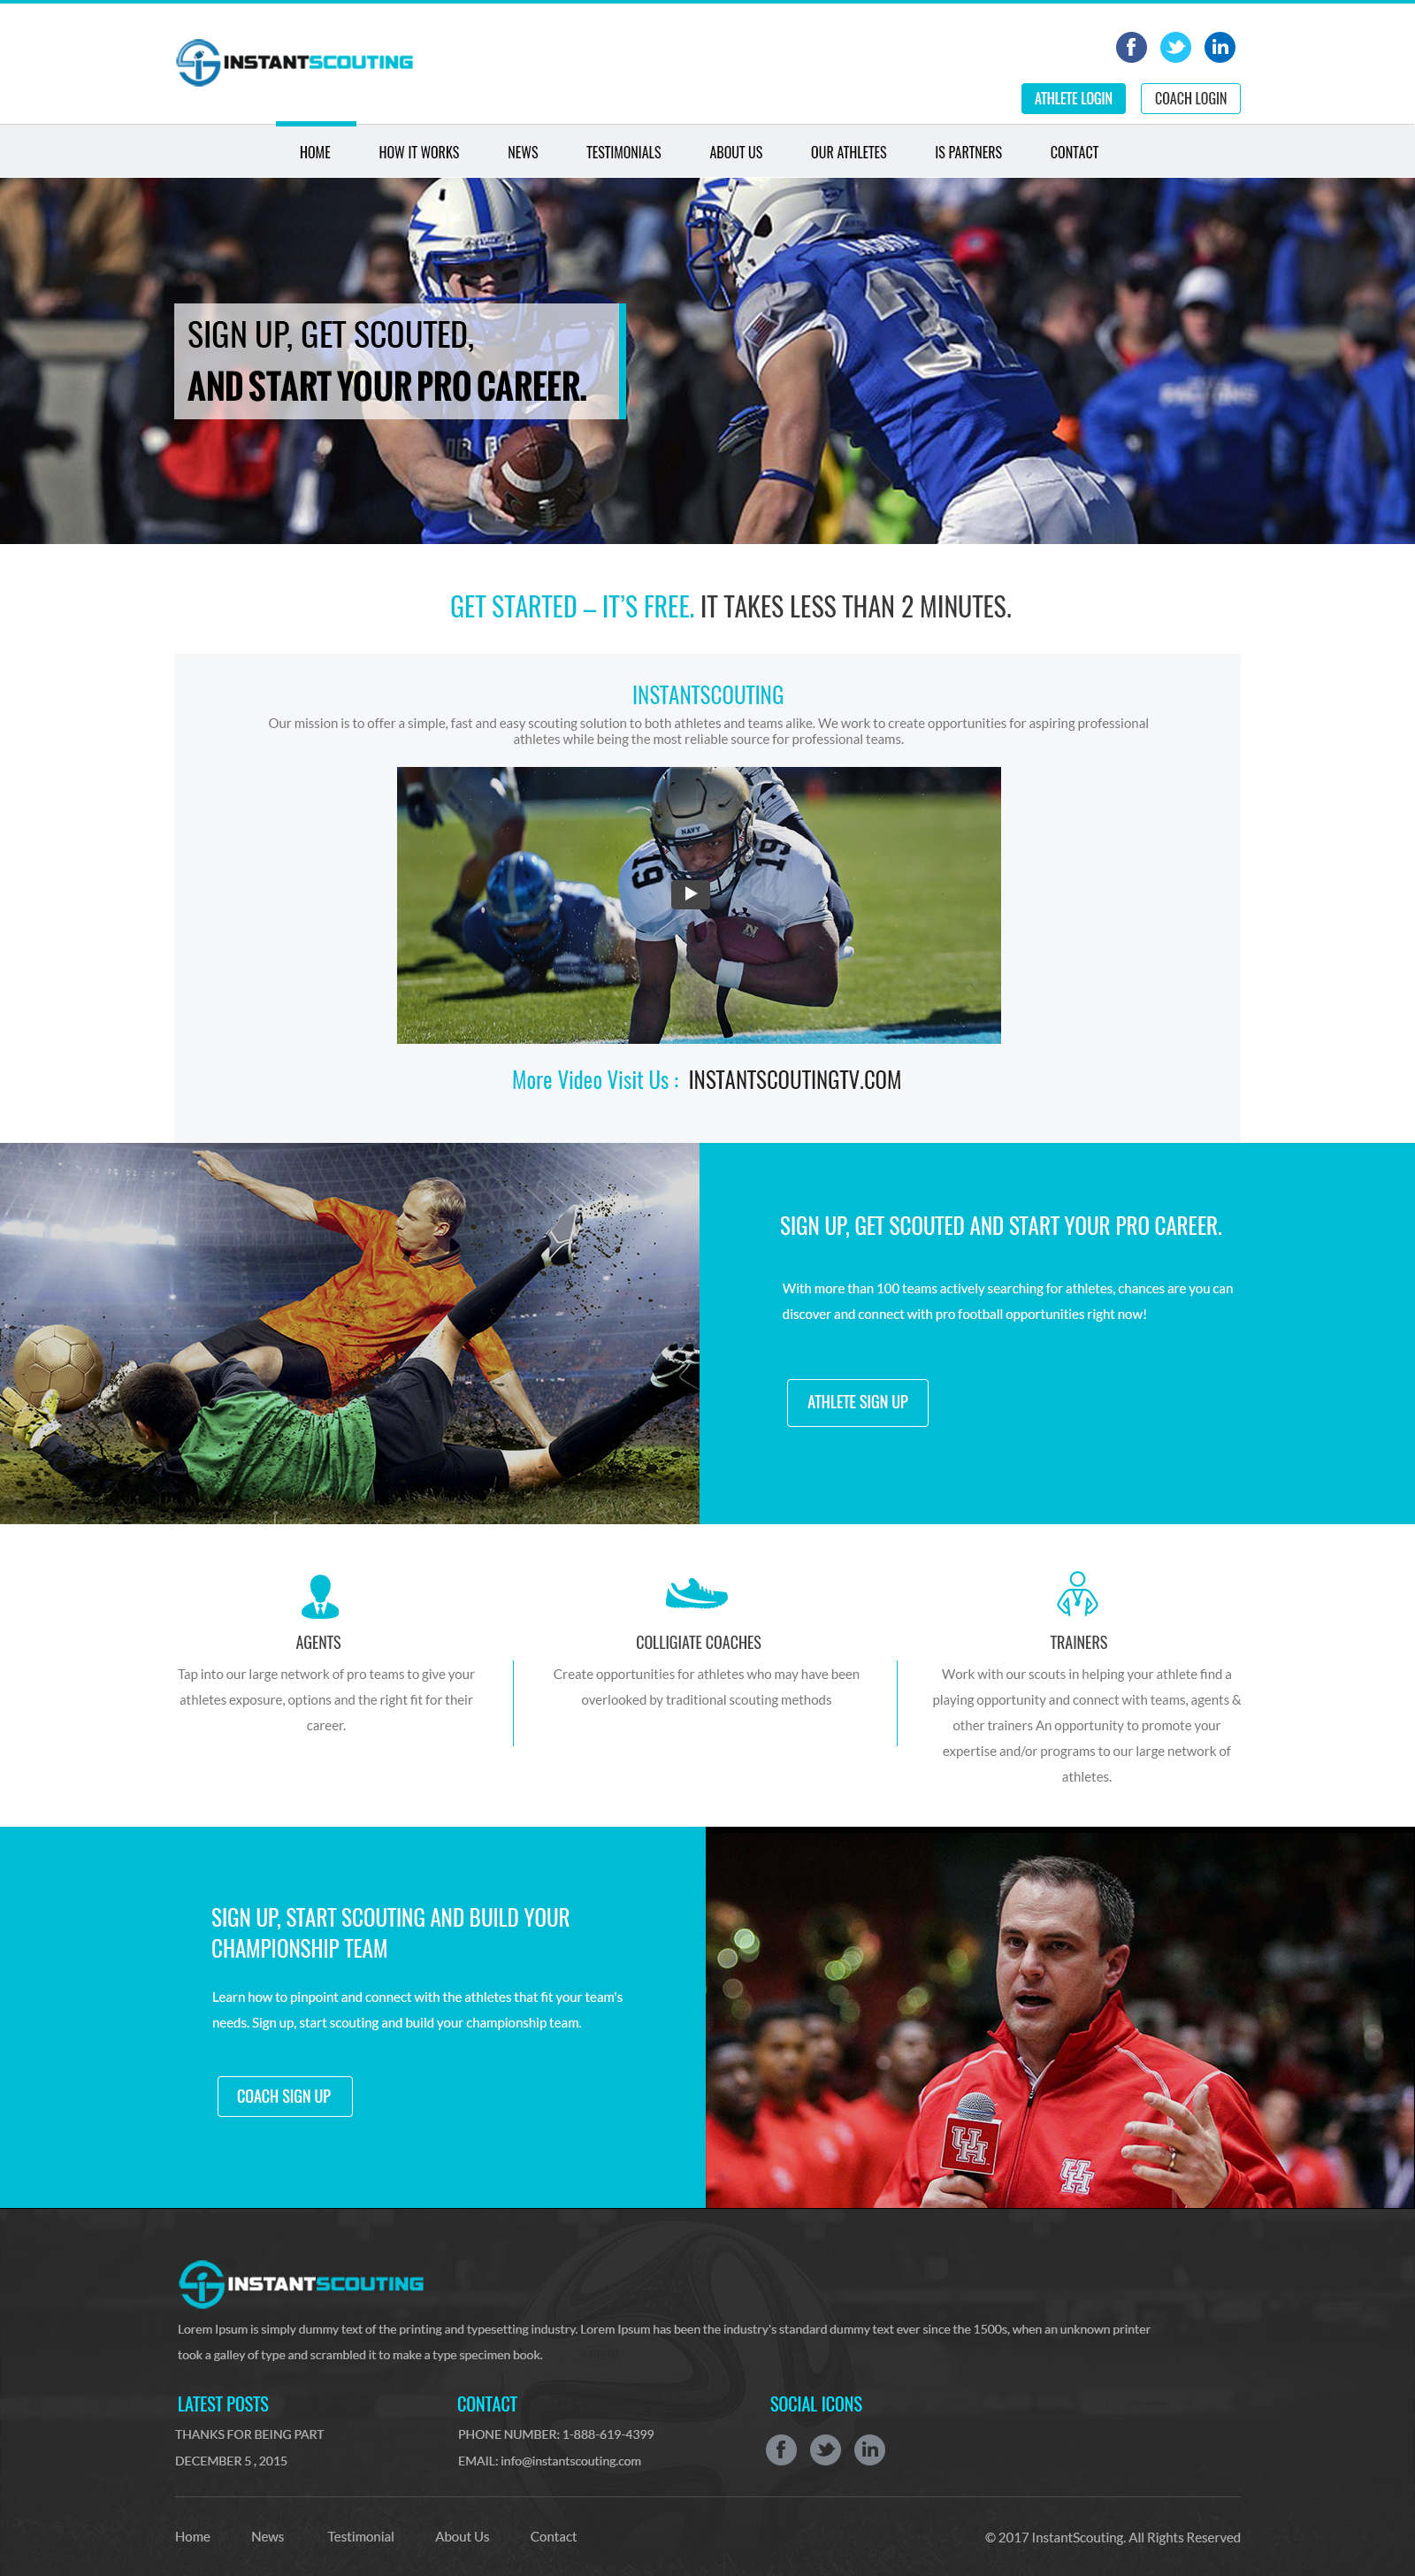 INSTANTSCOUTING
ATHLETE LOGIN
COACH LOGIN
HOME
HOW IT WORKS
NEWS
TESTIMONIALS
ABOUT US
OUR ATHLETES
IS PARTNERS
CONTACT
37
SIGN UP, GET SCOUTED,
AND START YOUR PRO CAREER.
GET STARTED – IT’S FREE. IT TAKES LESS THAN 2 MINUTES.
INSTANTSCOUTING
Our mission is to offer a simple, fast and easy scouting solution to both athletes and teams alike. We work to create opportunities for aspiring professional
athletes while being the most reliable source for professional teams.
NAVY
19
19
N
More Video Visit Us : INSTANTSCOUTINGTV.COM
SIGN UP, GET SCOUTED AND START YOUR PRO CAREER.
With more than 100 teams actively searching for athletes, chances are you can
discover and connect with pro football opportunities right now!
ATHLETE SIGN UP
AGENTS
Tap into our large network of pro teams to give your
athletes exposure, options and the right fit for their
career.
COLLIGIATE COACHES
Create opportunities for athletes who may have been
overlooked by traditional scouting methods
TRAINERS
Work with our scouts in helping your athlete find a
playing opportunity and connect with teams, agents &
other trainers An opportunity to promote your
expertise and/or programs to our large network of
athletes.
SIGN UP, START SCOUTING AND BUILD YOUR
CHAMPIONSHIP TEAM
Learn how to pinpoint and connect with the athletes that fit your team's
needs. Sign up, start scouting and build your championship team.
COACH SIGN UP
UH
UH
INSTANTSCOUTING
Lorem Ipsum is simply dummy text of the printing and typesetting industry. Lorem Ipsum has been the industry's standard dummy text ever since the 1500s, when an unknown printer
took a galley of type and scrambled it to make a type specimen book.
LATEST POSTS
THANKS FOR BEING PART
DECEMBER 5 , 2015
CONTACT
PHONE NUMBER: 1-888-619-4399
EMAIL: info@instantscouting.com
SOCIAL ICONS
Home
News
Testimonial
About Us
Contact
© 2017 InstantScouting. All Rights Reserved